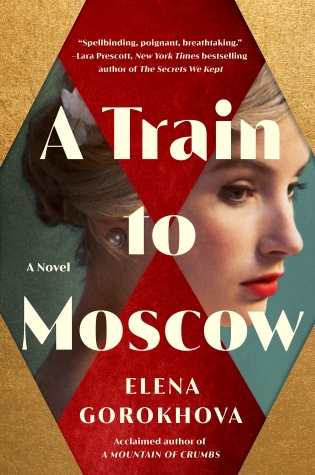 “Spellbinding, poignant, breathtaking.”
–Lara Prescott, New York Times bestselling
author of The Secrets We Kept
A Train
to
A Novel
Moscow
ELENA
GOROKHOVA
Acclaimed author of
A MOUNTAIN OF CRUMBS